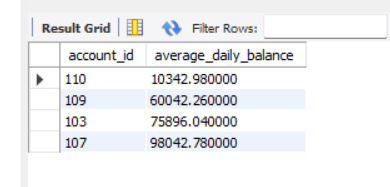 Result Grid Filter Rows:
account_id average_daily_balance
110 10342.980000
109 60042.260000
103 75896.040000
107 98042.780000